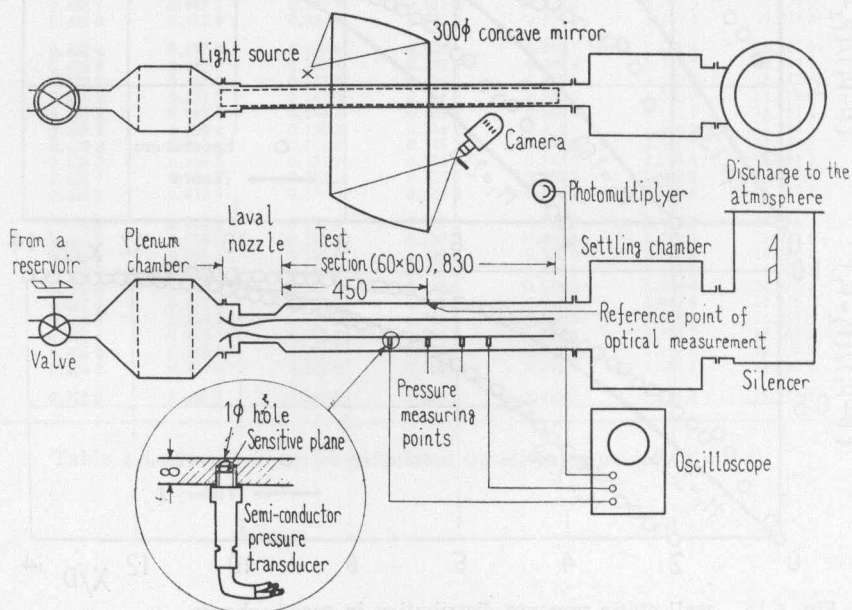 300ϕ concave mirror
Light source
Camera
Photomultiplyer
Discharge to the
atmosphere
From a
reservoir
Plenum
chamber
Laval
nozzle
Test
section (60×60), 830
450
Settling chamber
Reference point of
optical measurement
Valve
Silencer
Pressure
measuring
points
1ϕ hole
Sensitive plane
8
Oscilloscope
Semi-conductor
pressure
transducer